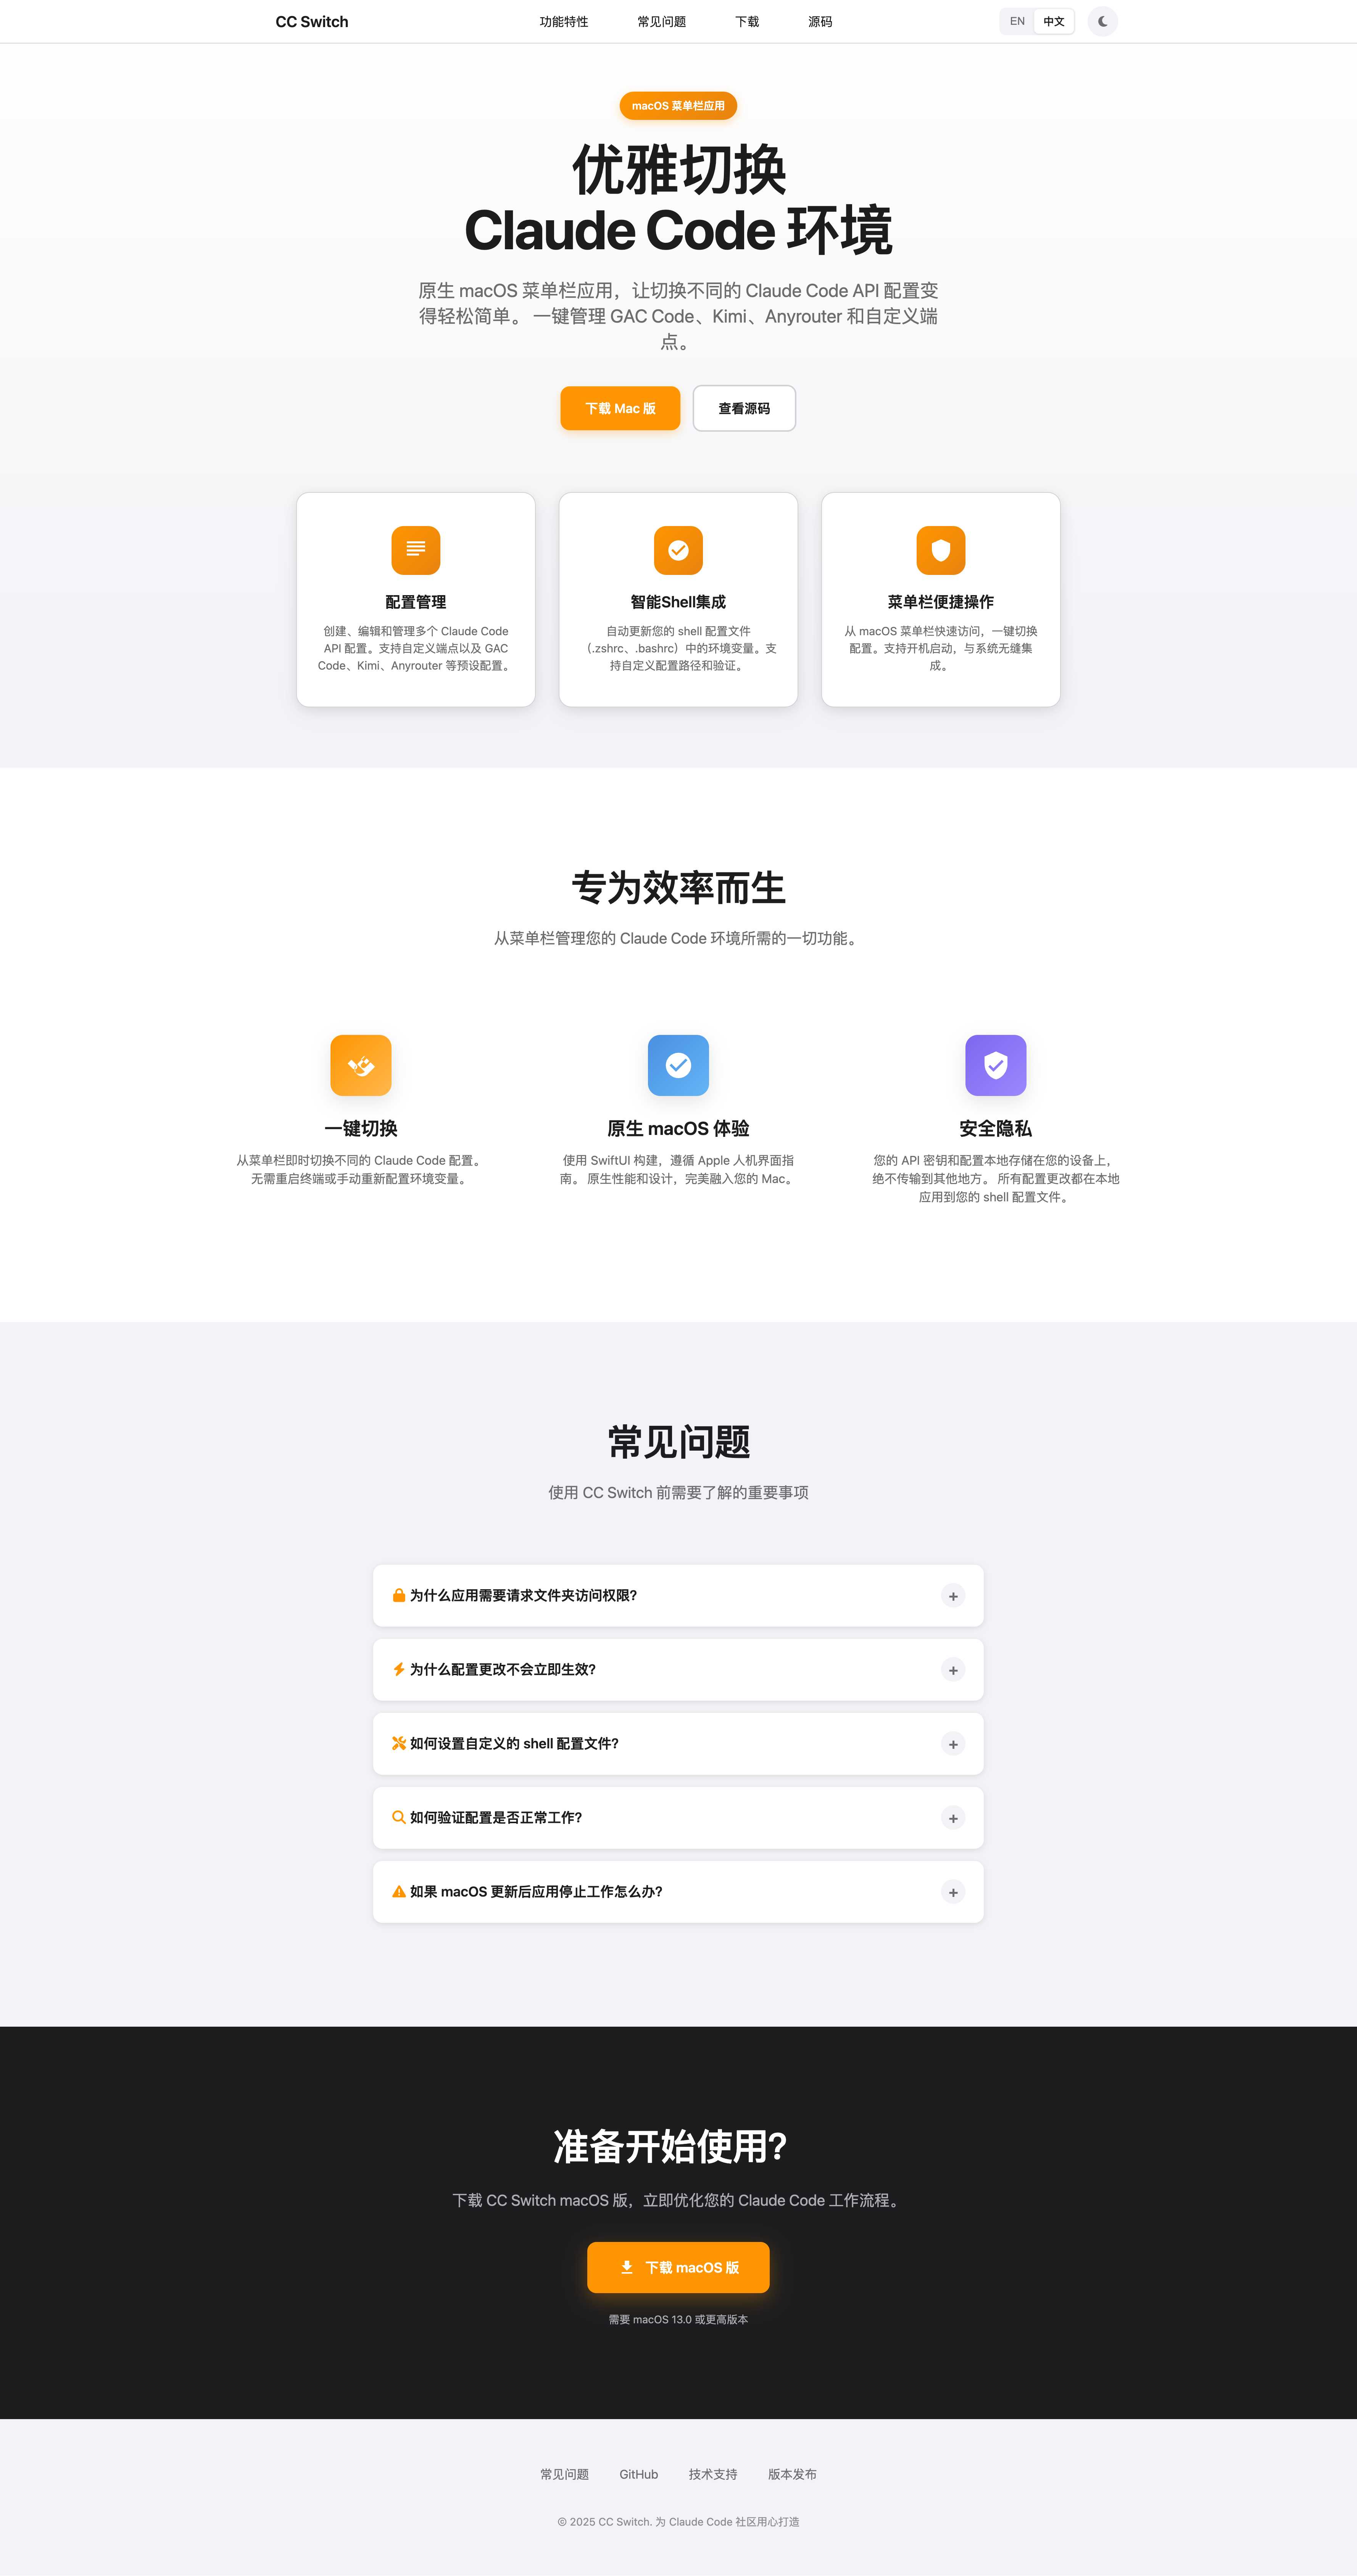 CC Switch
功能特性
常见问题
下载
源码
EN
中文
macOS 菜单栏应用
优雅切换
Claude Code 环境
原生 macOS 菜单栏应用，让切换不同的 Claude Code API 配置变
得轻松简单。 一键管理 GAC Code、Kimi、Anyrouter 和自定义端
点。
下载 Mac 版
查看源码
配置管理
创建、编辑和管理多个 Claude Code
API 配置。支持自定义端点以及 GAC
Code、Kimi、Anyrouter 等预设配置。
智能Shell集成
自动更新您的 shell 配置文件
（.zshrc、.bashrc）中的环境变量。支
持自定义配置路径和验证。
菜单栏便捷操作
从 macOS 菜单栏快速访问，一键切换
配置。支持开机启动，与系统无缝集
成。
专为效率而生
从菜单栏管理您的 Claude Code 环境所需的一切功能。
一键切换
从菜单栏即时切换不同的 Claude Code 配置。
无需重启终端或手动重新配置环境变量。
原生 macOS 体验
使用 SwiftUI 构建，遵循 Apple 人机界面指
南。 原生性能和设计，完美融入您的 Mac。
安全隐私
您的 API 密钥和配置本地存储在您的设备上，
绝不传输到其他地方。 所有配置更改都在本地
应用到您的 shell 配置文件。
常见问题
使用 CC Switch 前需要了解的重要事项
为什么应用需要请求文件夹访问权限?
+
为什么配置更改不会立即生效?
+
如何设置自定义的 shell 配置文件?
+
如何验证配置是否正常工作?
+
如果 macOS 更新后应用停止工作怎么办?
+
准备开始使用?
下载 CC Switch macOS 版，立即优化您的 Claude Code 工作流程。
下载 macOS 版
需要 macOS 13.0 或更高版本
常见问题
GitHub
技术支持
版本发布
© 2025 CC Switch. 为 Claude Code 社区用心打造